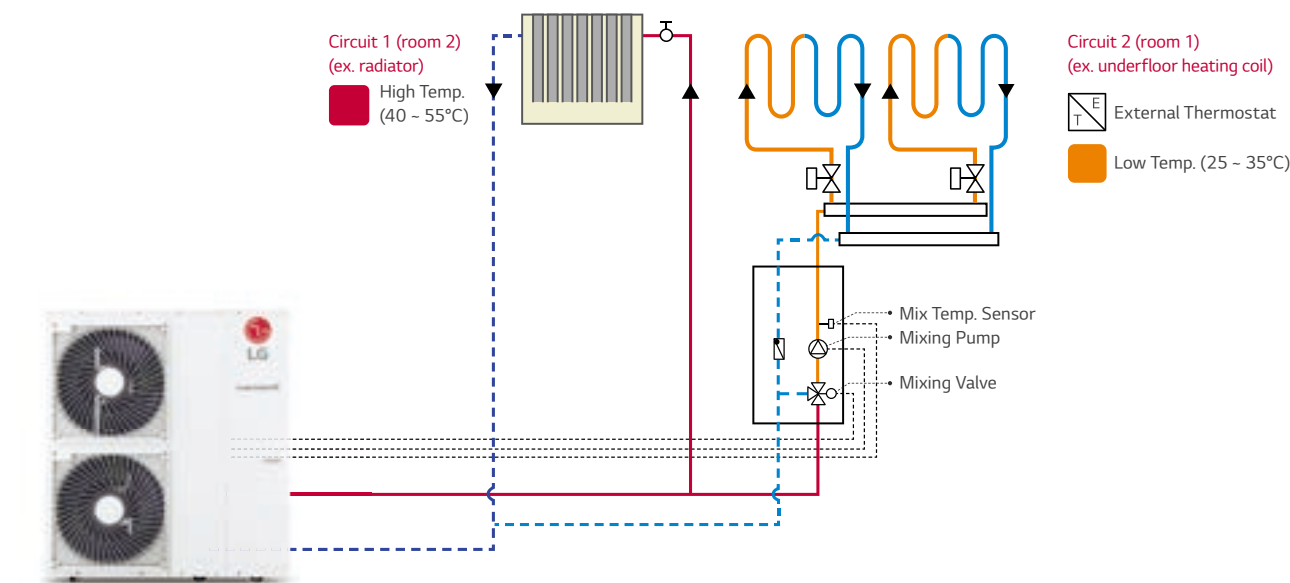 Circuit 1 (room 2)
(ex. radiator)
High Temp.
(40 ~ 55°C)
Circuit 2 (room 1)
(ex. underfloor heating coil)
T E
External Thermostat
Low Temp. (25 ~ 35°C)
Mix Temp. Sensor
Mixing Pump
Mixing Valve
LG